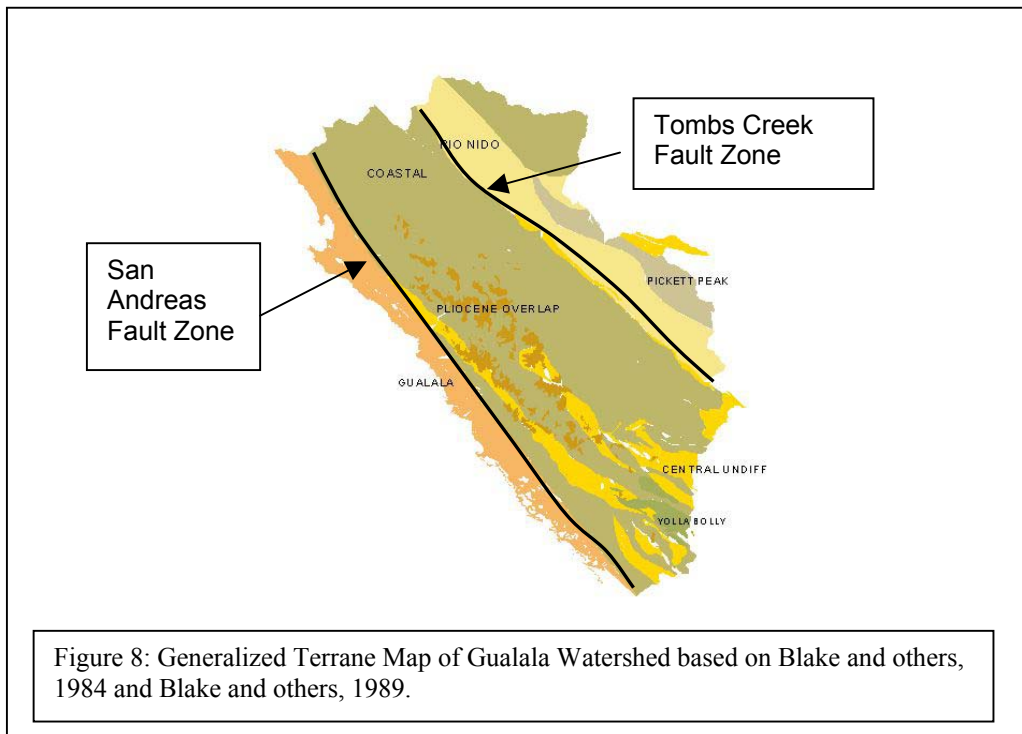 Tombs Creek
Fault Zone
RIO NIDO
COASTAL
San
Andreas
Fault Zone
PICKETT PEAK
PLIOCENE OVERLAP
GUALALA
CENTRAL UNDIFF
YOLLA BOLLY
Figure 8: Generalized Terrane Map of Gualala Watershed based on Blake and others,
1984 and Blake and others, 1989.